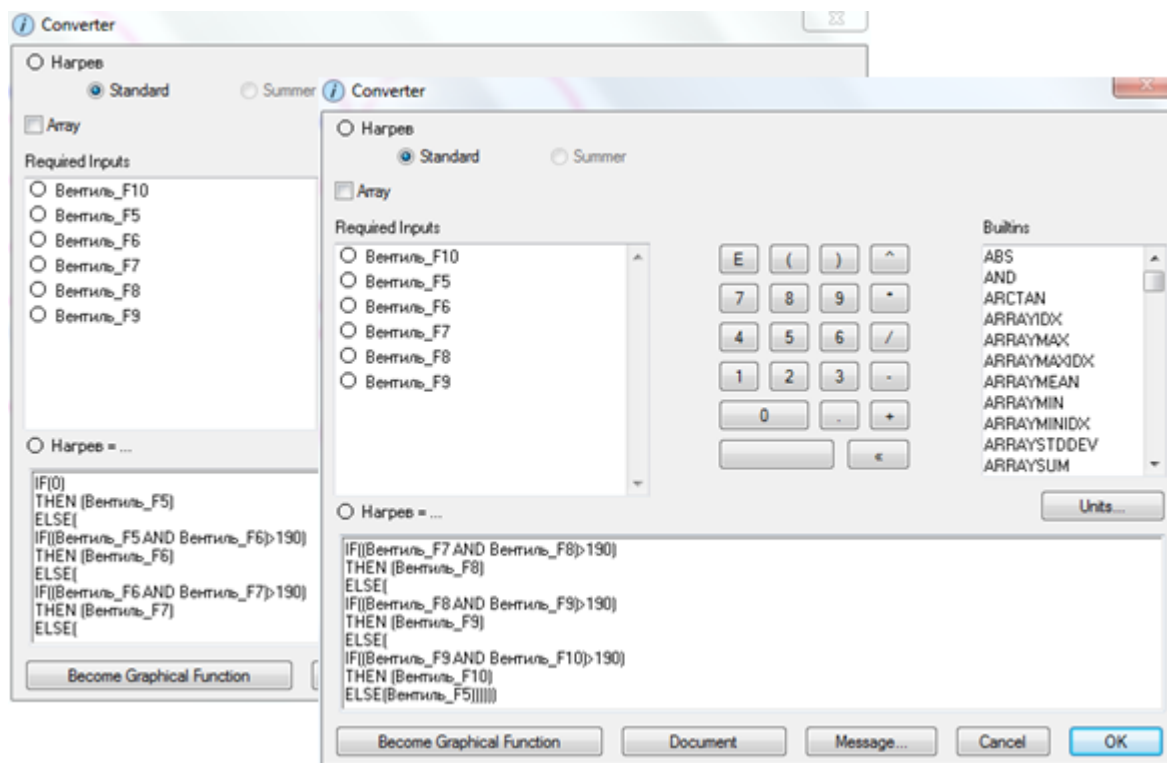 Converter
Нагрев
Standard Summer
Array
Required Inputs
Вентиль_F10
Вентиль_F5
Вентиль_F6
Вентиль_F7
Вентиль_F8
Вентиль_F9
Нагрев = ...
IF(0)
THEN (Вентиль_F5)
ELSE(
IF((Вентиль_F5 AND Вентиль_F6)>190)
THEN (Вентиль_F6)
ELSE(
IF((Вентиль_F6 AND Вентиль_F7)>190)
THEN (Вентиль_F7)
ELSE(
Become Graphical Function
Converter
Нагрев
Standard Summer
Array
Required Inputs
Вентиль_F10
Вентиль_F5
Вентиль_F6
Вентиль_F7
Вентиль_F8
Вентиль_F9
E ( ) ^
7 8 9 *
4 5 6 /
1 2 3 -
0 . +
«
Builtins
ABS
AND
ARCTAN
ARRAYIDX
ARRAYMAX
ARRAYMAXIDX
ARRAYMEAN
ARRAYMIN
ARRAYMINIDX
ARRAYSTDDEV
ARRAYSUM
Units...
Нагрев = ...
IF((Вентиль_F7 AND Вентиль_F8)>190)
THEN (Вентиль_F8)
ELSE(
IF((Вентиль_F8 AND Вентиль_F9)>190)
THEN (Вентиль_F9)
ELSE(
IF((Вентиль_F9 AND Вентиль_F10)>190)
THEN (Вентиль_F10)
ELSE(Вентиль_F5))))))
Become Graphical Function Document Message... Cancel OK